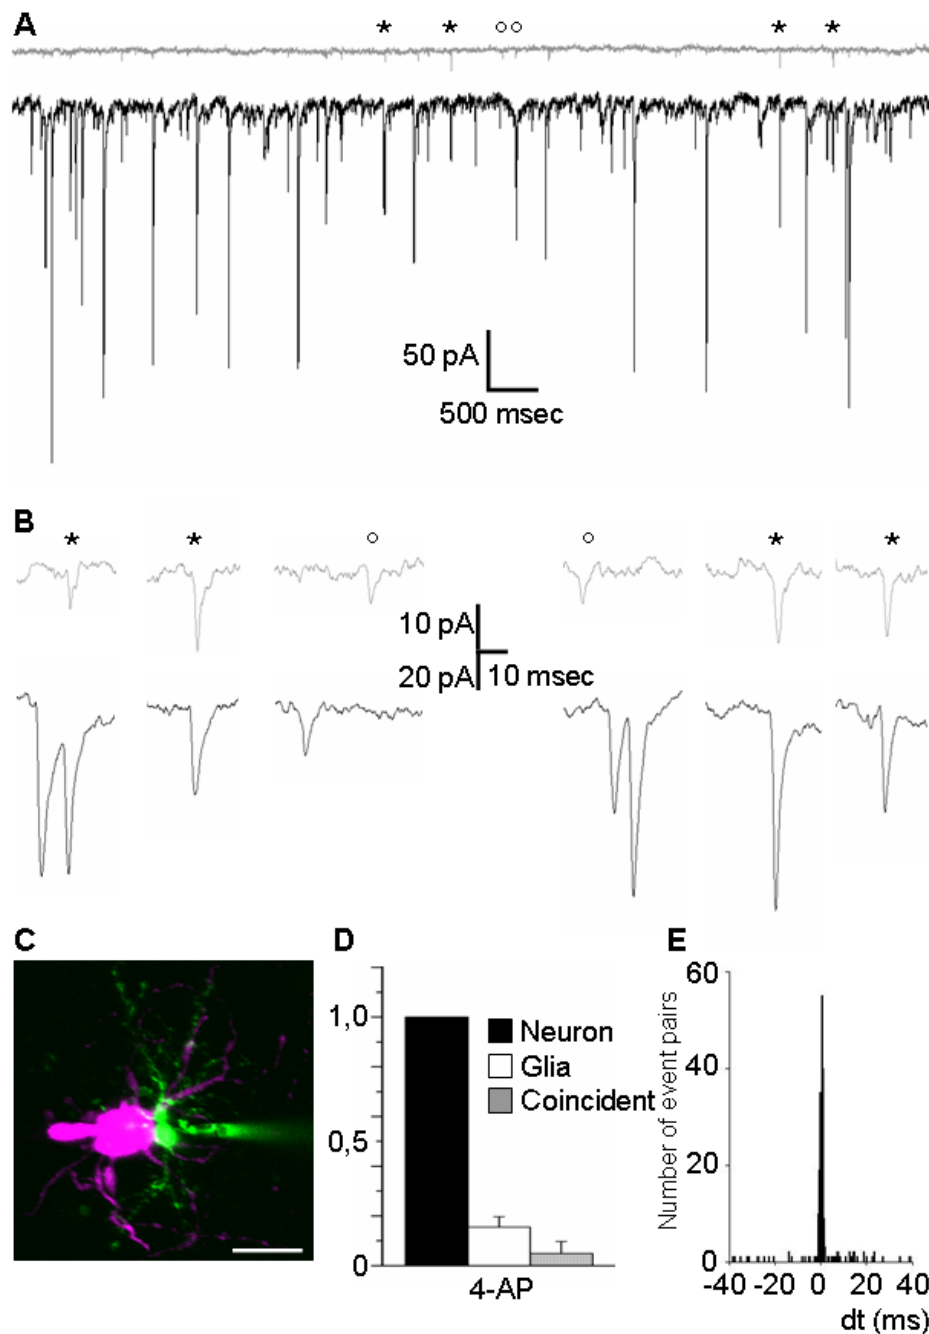 A
* * ○○ * *
50 pA
500 msec
B
* * ○ ○ * *
10 pA
20 pA
10 msec
C
D
1,0
0,5
0
Neuron
Glia
Coincident
4-AP
E
Number of event pairs
60
40
20
0
-40 -20 0 20 40
dt (ms)